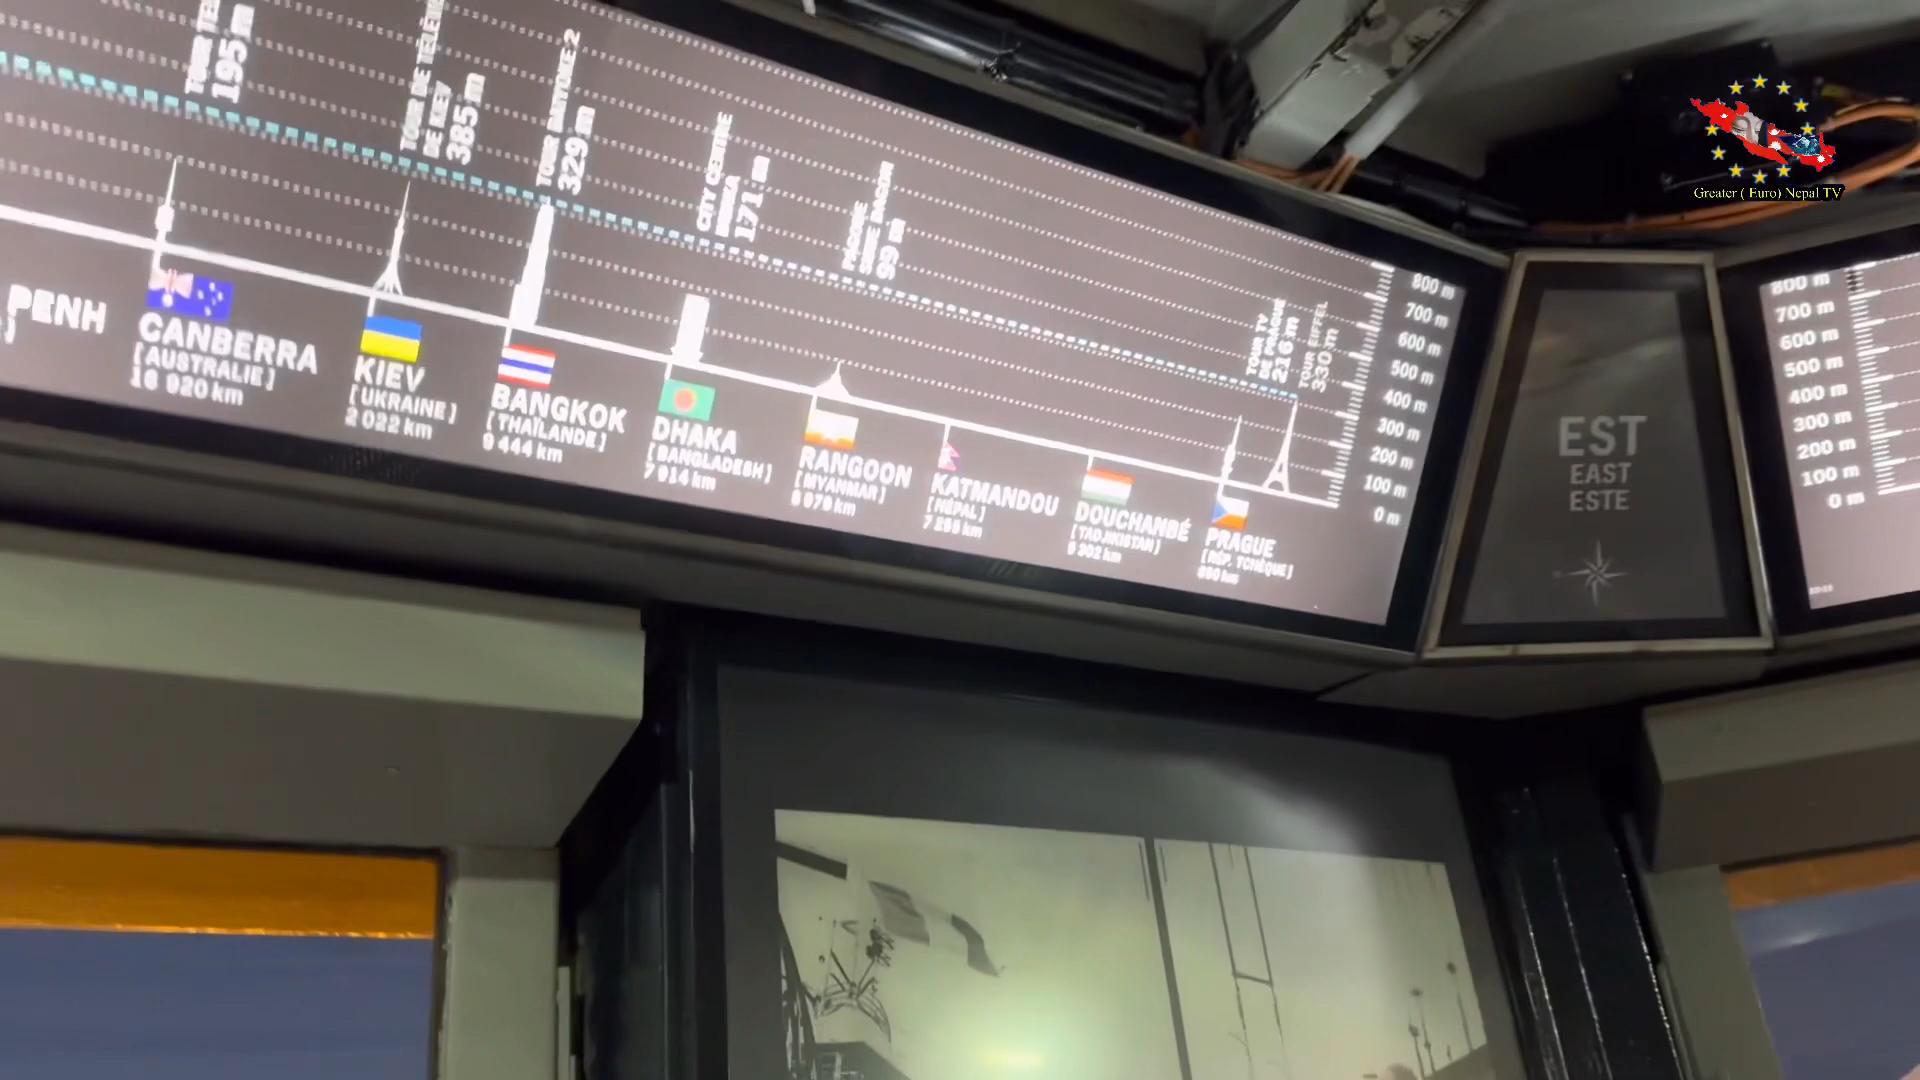 195 m
TOUR DE
DE KIEV
385 m
TOUR BAIYOKE 2
329 m
CITY CENTRE
171 m
PAGODE
SHWE DAGON
99 m
TOUR TV
DE PRAGUE
216 m
TOUR EIFFEL
330 m
800 m
700 m
600 m
500 m
400 m
300 m
200 m
100 m
0 m
PENH
CANBERRA
[AUSTRALIE]
16 920 km
KIEV
[UKRAINE]
2 022 km
BANGKOK
[THAÏLANDE]
9 444 km
DHAKA
[BANGLADESH]
7 914 km
RANGOON
[MYANMAR]
KATMANDOU
[NÉPAL]
DOUCHANBÉ
[TADJIKISTAN]
PRAGUE
[RÉP. TCHÈQUE]
EST
EAST
ESTE
800 m
700 m
600 m
500 m
400 m
300 m
200 m
100 m
0 m
Greater ( Euro) Nepal TV